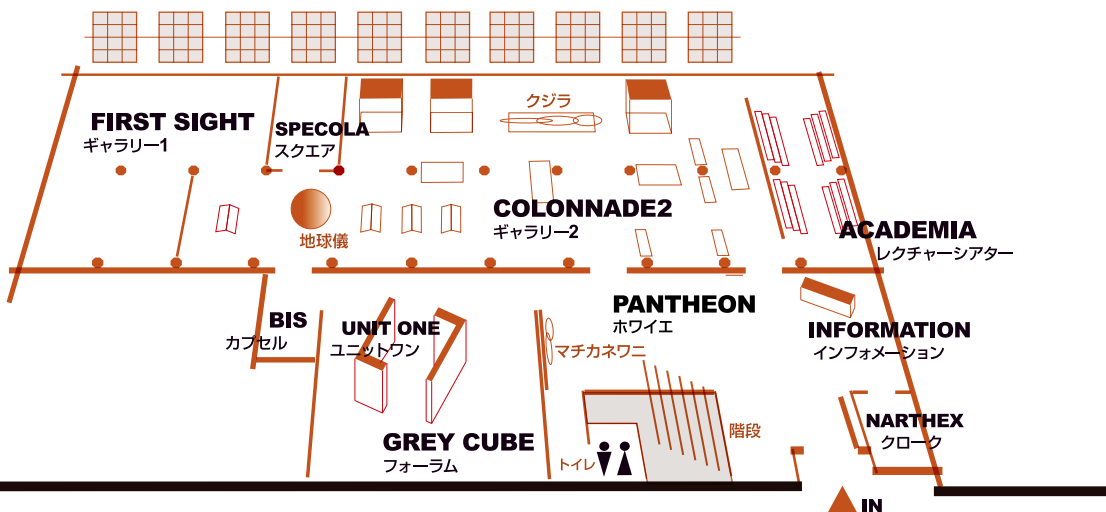 クジラ
FIRST SIGHT
ギャラリー1
SPECOLA
スクエア
COLONNADE2
ギャラリー2
地球儀
ACADEMIA
レクチャーシアター
BIS
カプセル
UNIT ONE
ユニットワン
PANTHEON
ホワイエ
マチカネワニ
INFORMATION
インフォメーション
GREY CUBE
フォーラム
トイレ
階段
NARTHEX
クローク
IN